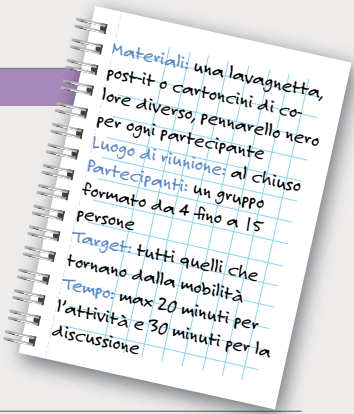 Materiali: una lavagnetta,
post-it o cartoncini di co-
lore diverso, pennarello nero
per ogni partecipante
Luogo di riunione: al chiuso
Partecipanti: un gruppo
formato da 4 fino a 15
persone
Target: tutti quelli che
tornano dalla mobilità
Tempo: max 20 minuti per
l'attività e 30 minuti per la
discussione